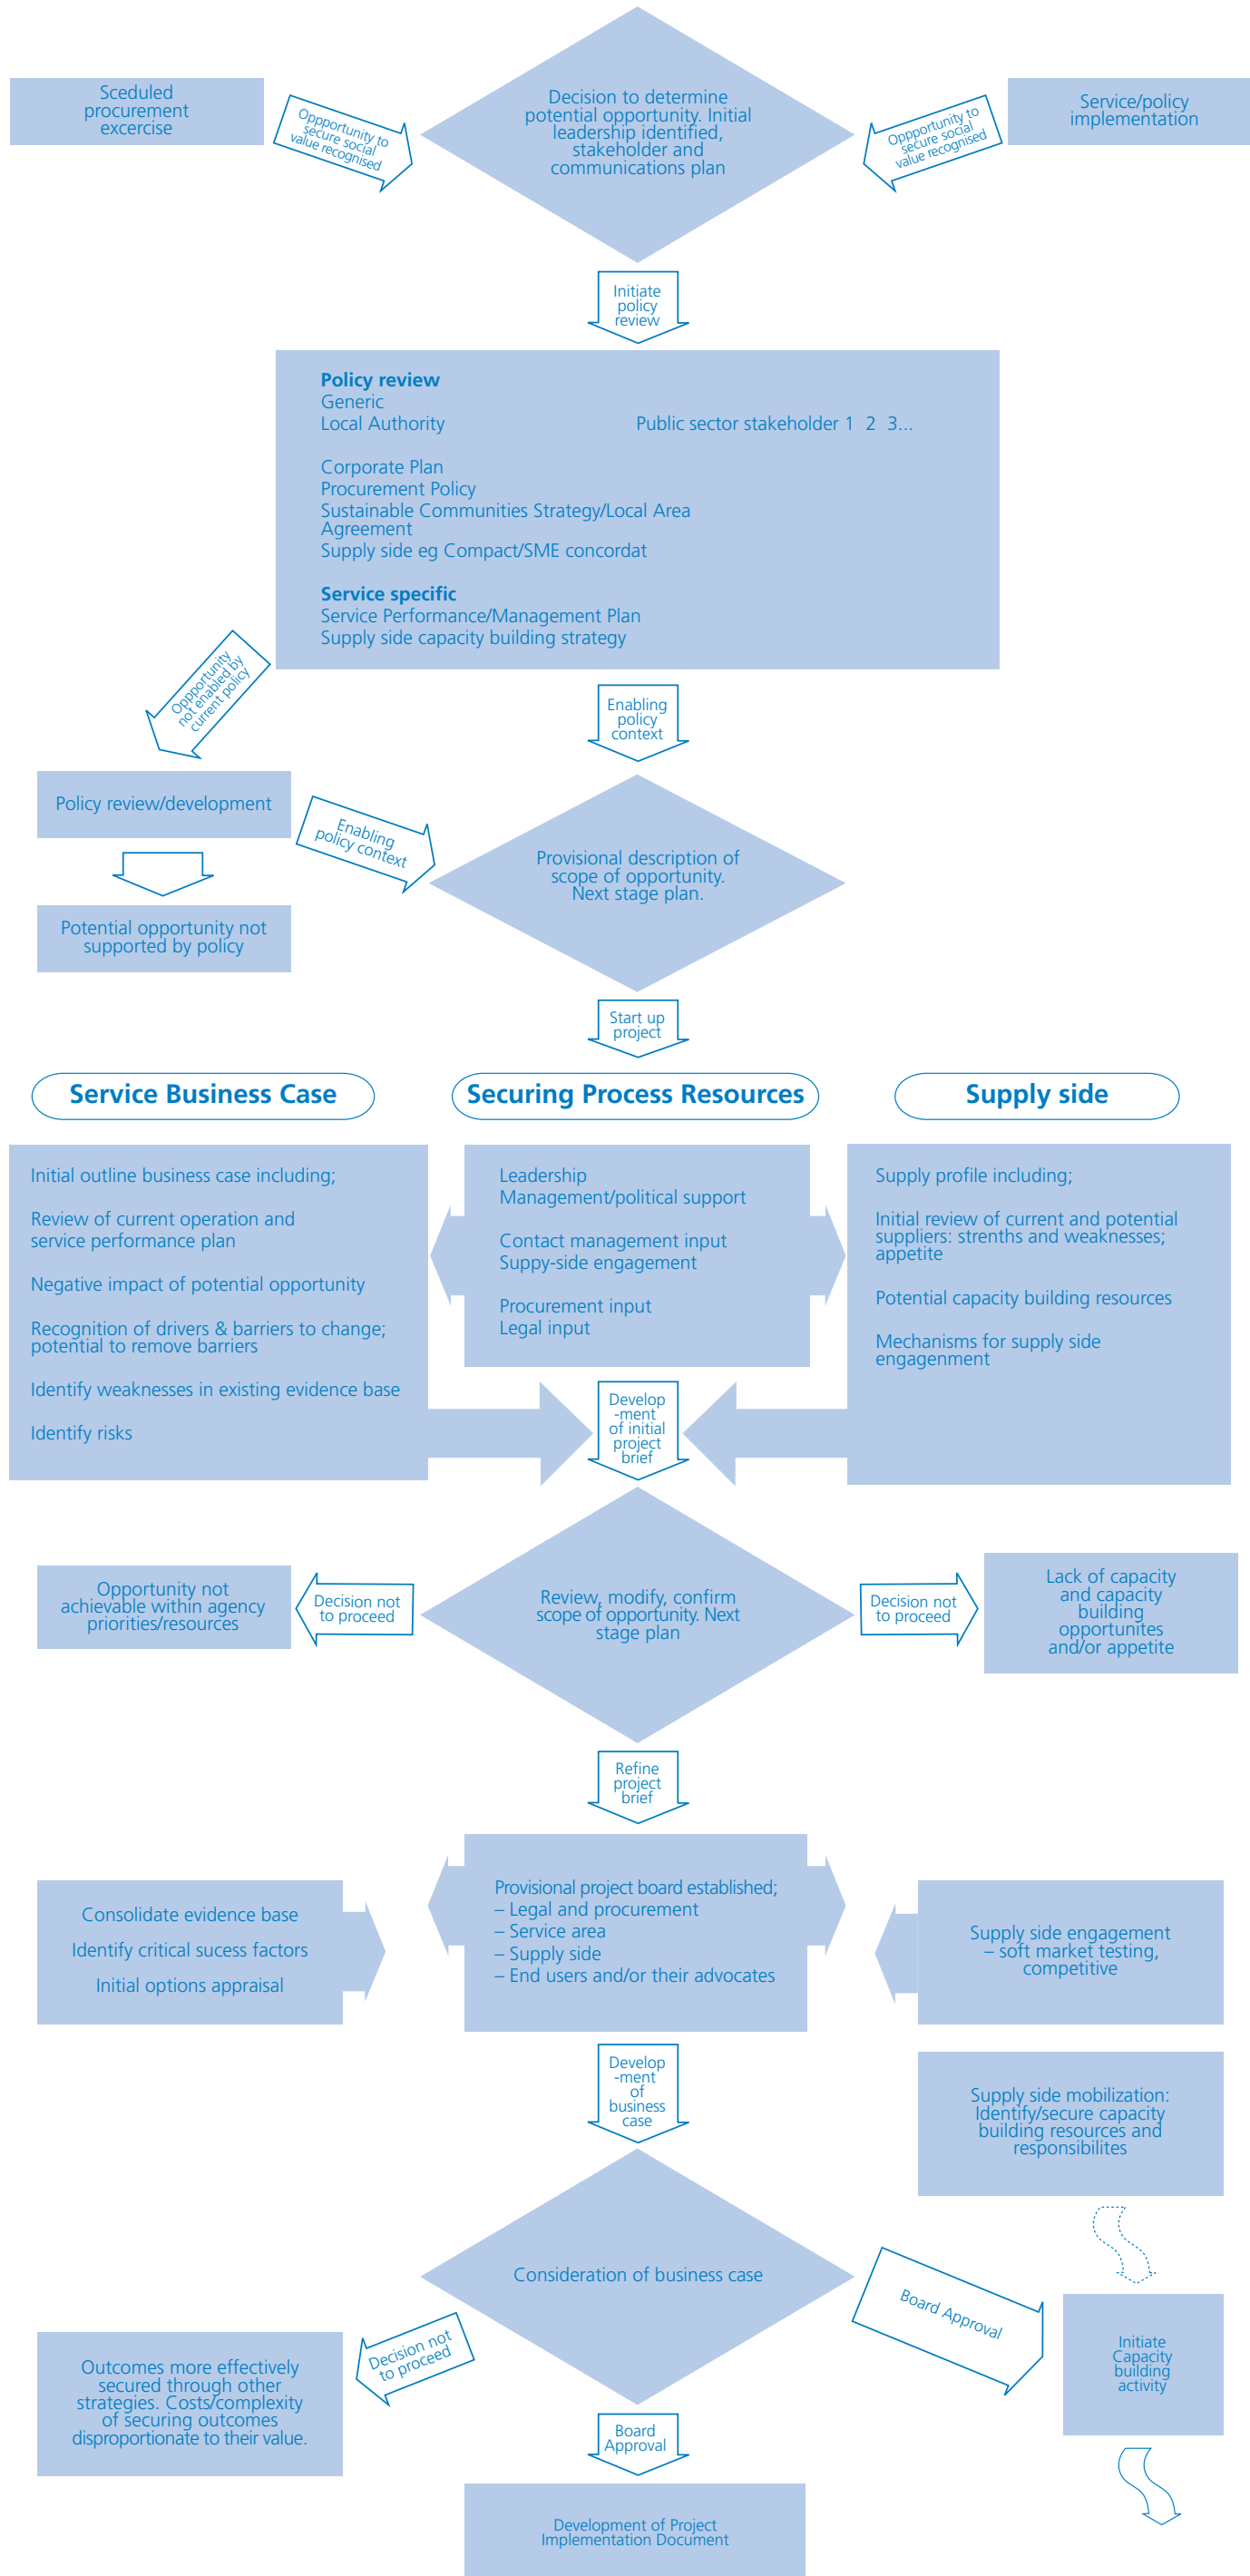 Sceduled
procurement
excercise
Oppportunity to
secure social
value recognised
Decision to determine
potential opportunity. Initial
leadership identified,
stakeholder and
communications plan
Oppportunity to
secure social
value recognised
Service/policy
implementation
Initiate
policy
review
Policy review
Generic
Local Authority
Public sector stakeholder 1 2 3...
Corporate Plan
Procurement Policy
Sustainable Communities Strategy/Local Area
Agreement
Supply side eg Compact/SME concordat
Service specific
Service Performance/Management Plan
Supply side capacity building strategy
Oppportunity
not enabled by
current policy
Enabling
policy
context
Policy review/development
Enabling
policy context
Potential opportunity not
supported by policy
Provisional description of
scope of opportunity.
Next stage plan.
Start up
project
Service Business Case
Securing Process Resources
Supply side
Initial outline business case including;
Review of current operation and
service performance plan
Negative impact of potential opportunity
Recognition of drivers & barriers to change;
potential to remove barriers
Identify weaknesses in existing evidence base
Identify risks
Leadership
Management/political support
Contact management input
Suppy-side engagement
Procurement input
Legal input
Supply profile including;
Initial review of current and potential
suppliers: strenths and weaknesses;
appetite
Potential capacity building resources
Mechanisms for supply side
engagenment
Develop
-ment
of initial
project
brief
Opportunity not
achievable within agency
priorities/resources
Decision not
to proceed
Review, modify, confirm
scope of opportunity. Next
stage plan
Decision not
to proceed
Lack of capacity
and capacity
building
opportunites
and/or appetite
Refine
project
brief
Consolidate evidence base
Identify critical sucess factors
Initial options appraisal
Provisional project board established;
– Legal and procurement
– Service area
– Supply side
– End users and/or their advocates
Supply side engagement
– soft market testing,
competitive
Develop
-ment
of
business
case
Supply side mobilization:
Identify/secure capacity
building resources and
responsibilites
Consideration of business case
Board Approval
Initiate
Capacity
building
activity
Decision not
to proceed
Outcomes more effectively
secured through other
strategies. Costs/complexity
of securing outcomes
disproportionate to their value.
Board
Approval
Development of Project
Implementation Document